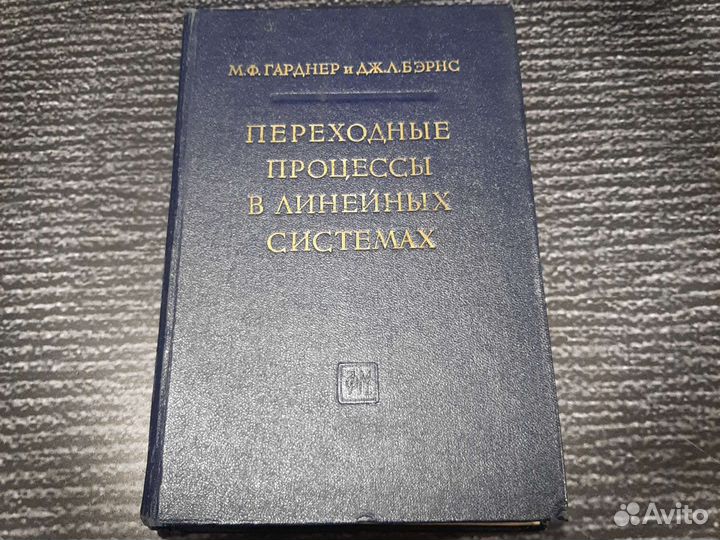 М.Ф. ГАРДНЕР и ДЖ.Л.БЭРНС
ПЕРЕХОДНЫЕ
ПРОЦЕССЫ
В ЛИНЕЙНЫХ
СИСТЕМАХ
ФМ
Avito